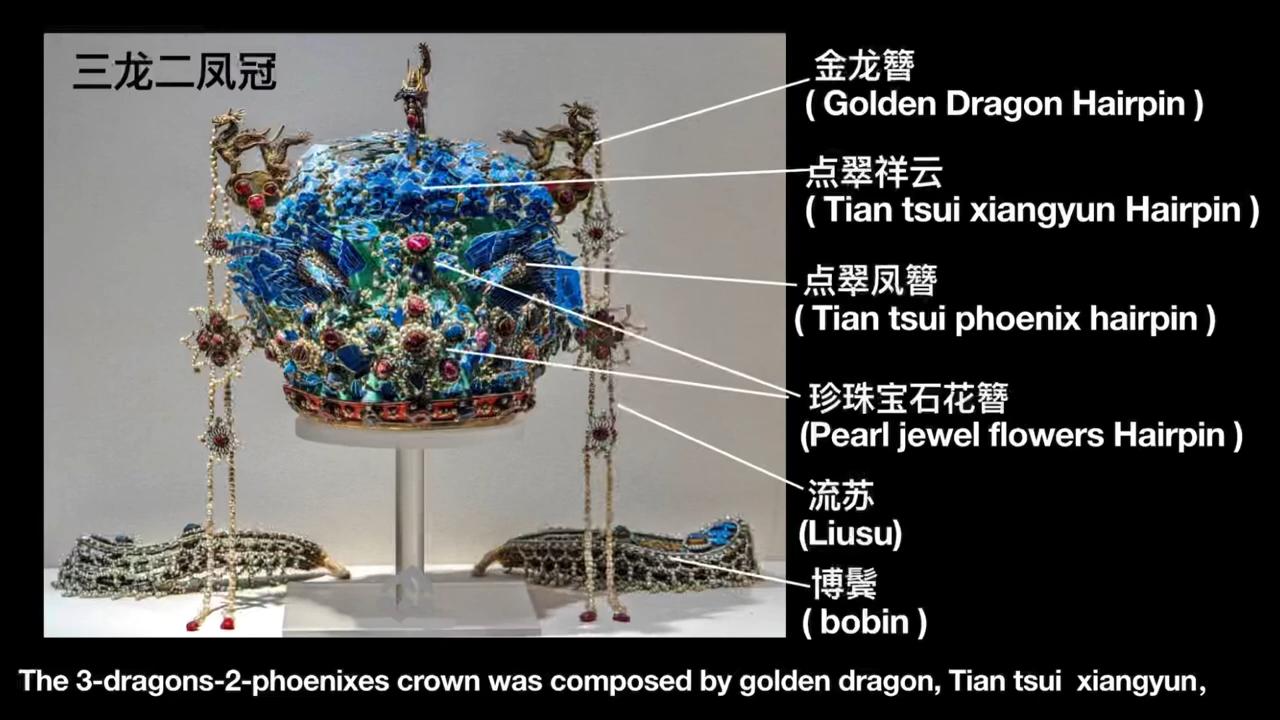 三龙二凤冠
金龙簪
( Golden Dragon Hairpin )
点翠祥云
( Tian tsui xiangyun Hairpin )
点翠凤簪
( Tian tsui phoenix hairpin )
珍珠宝石花簪
(Pearl jewel flowers Hairpin )
流苏
(Liusu)
博鬓
( bobin )
The 3-dragons-2-phoenixes crown was composed by golden dragon, Tian tsui xiangyun,